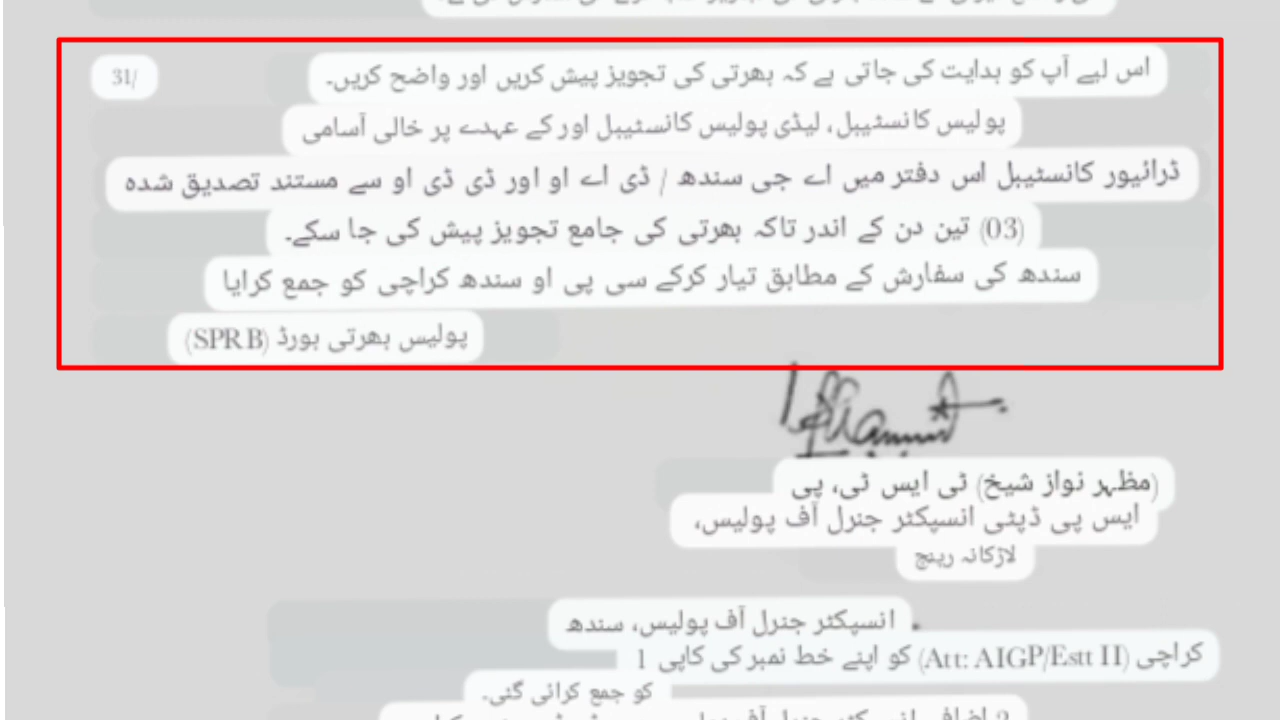 اس لیے آپ کو ہدایت کی جاتی ہے کہ بھرتی کی تجویز پیش کریں اور واضح کریں۔
31/
پولیس کانسٹیبل، لیڈی پولیس کانسٹیبل اور کے عہدے پر خالی آسامی
ڈرائیور کانسٹیبل اس دفتر میں اے جی سندھ / ڈی اے او اور ڈی ڈی او سے مستند تصدیق شدہ
(03) تین دن کے اندر تاکہ بھرتی کی جامع تجویز پیش کی جا سکے۔
سندھ کی سفارش کے مطابق تیار کرکے سی پی او سندھ کراچی کو جمع کرایا
پولیس بھرتی بورڈ (SPRB)
(مظہر نواز شیخ) ٹی ایس ٹی، پی
ایس پی ڈپٹی انسپکٹر جنرل آف پولیس،
لاڑکانہ رینج
انسپکٹر جنرل آف پولیس، سندھ
کراچی (Att: AIGP/Estt II) کو اپنے خط نمبر کی کاپی 1
کو جمع کرائی گئی۔